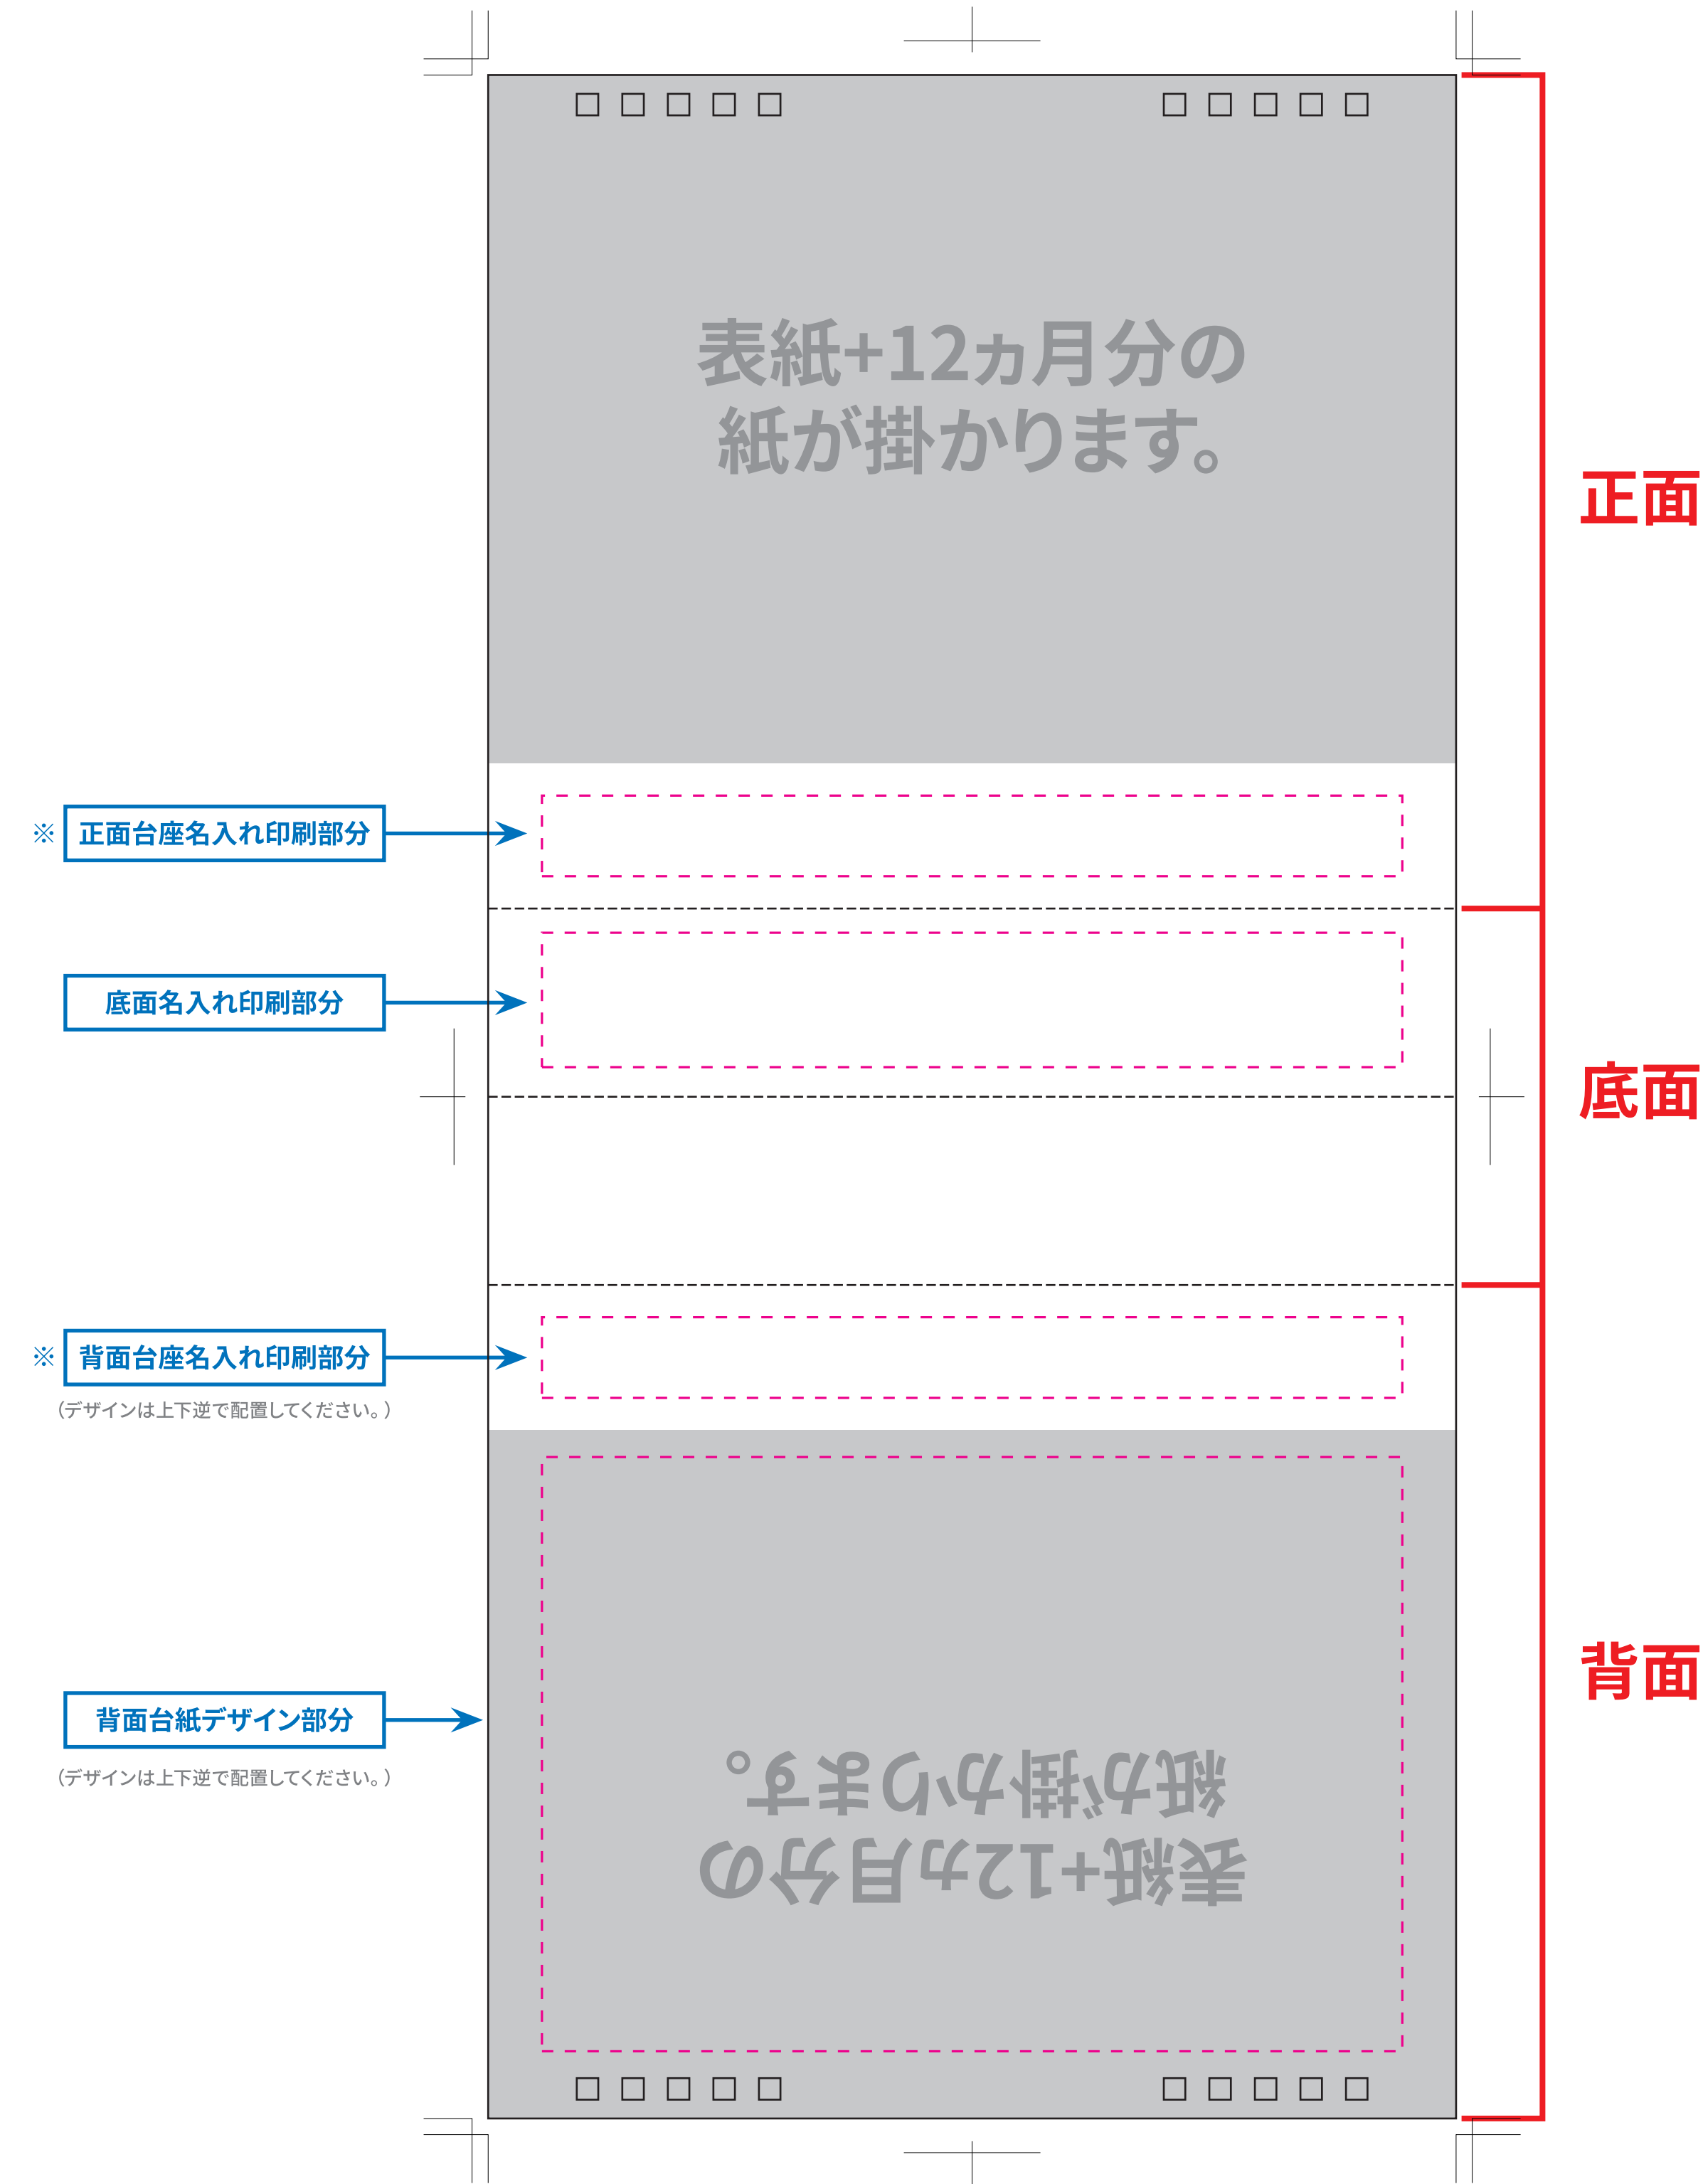 表紙+12ヵ月分の
紙が掛かります。
正面
※ 正面台座名入れ印刷部分
底面名入れ印刷部分
底面
※ 背面台座名入れ印刷部分
（デザインは上下逆で配置してください。）
背面
背面台紙デザイン部分
（デザインは上下逆で配置してください。）
表紙+12ヵ月分の
紙が掛かります。